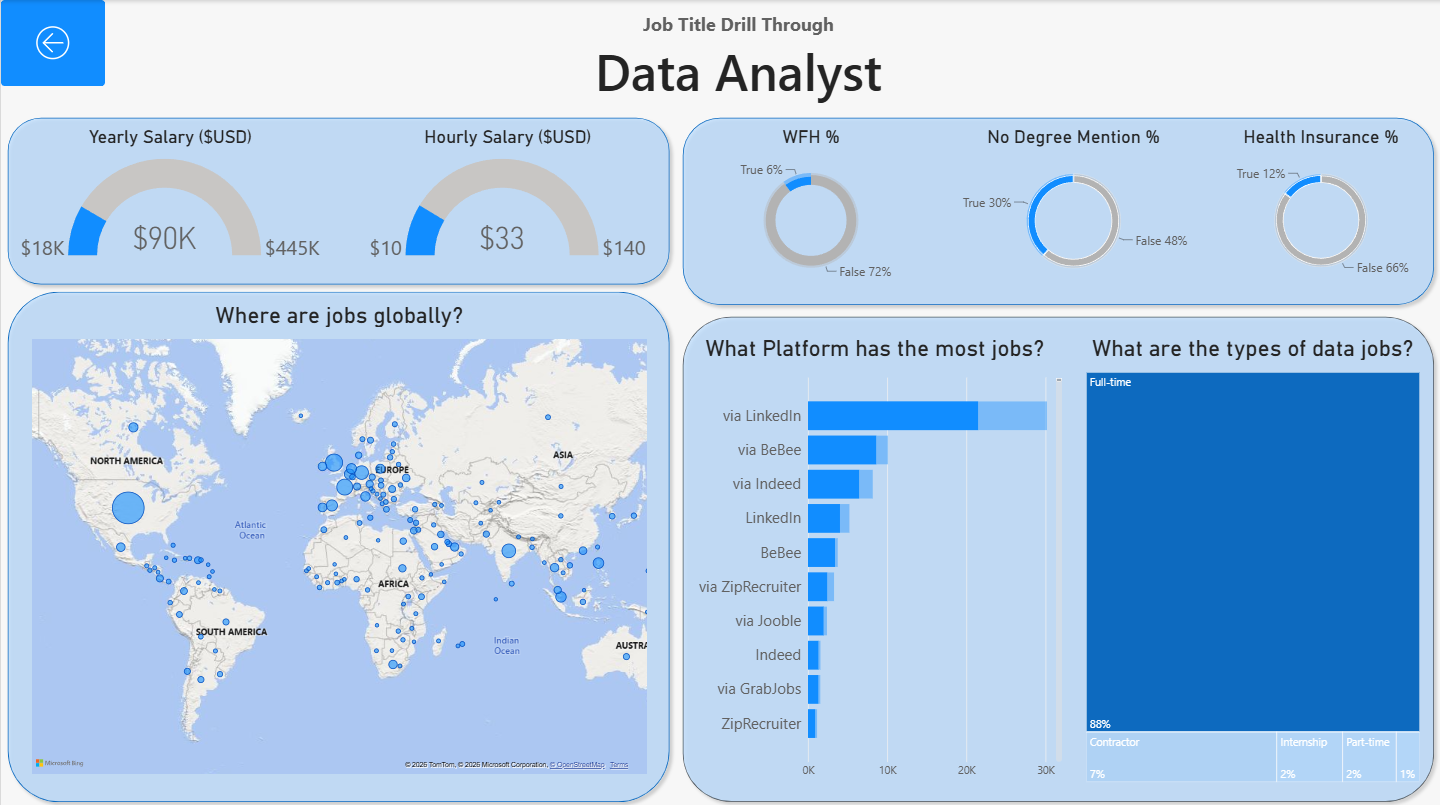 Job Title Drill Through
Data Analyst
Yearly Salary ($USD)
$18K
$90K
$445K
Hourly Salary ($USD)
$10
$33
$140
WFH %
True 6%
False 72%
No Degree Mention %
True 30%
False 48%
Health Insurance %
True 12%
False 66%
Where are jobs globally?
NORTH AMERICA
EUROPE
ASIA
Atlantic
Ocean
AFRICA
SOUTH AMERICA
Indian
Ocean
AUSTRA
Microsoft Bing
© 2026 TomTom, © 2026 Microsoft Corporation, © OpenStreetMap Terms
What Platform has the most jobs?
via LinkedIn
via BeBee
via Indeed
LinkedIn
BeBee
via ZipRecruiter
via Jooble
Indeed
via GrabJobs
ZipRecruiter
0K 10K 20K 30K
What are the types of data jobs?
Full-time
88%
Contractor
7%
Internship
2%
Part-time
2%
1%